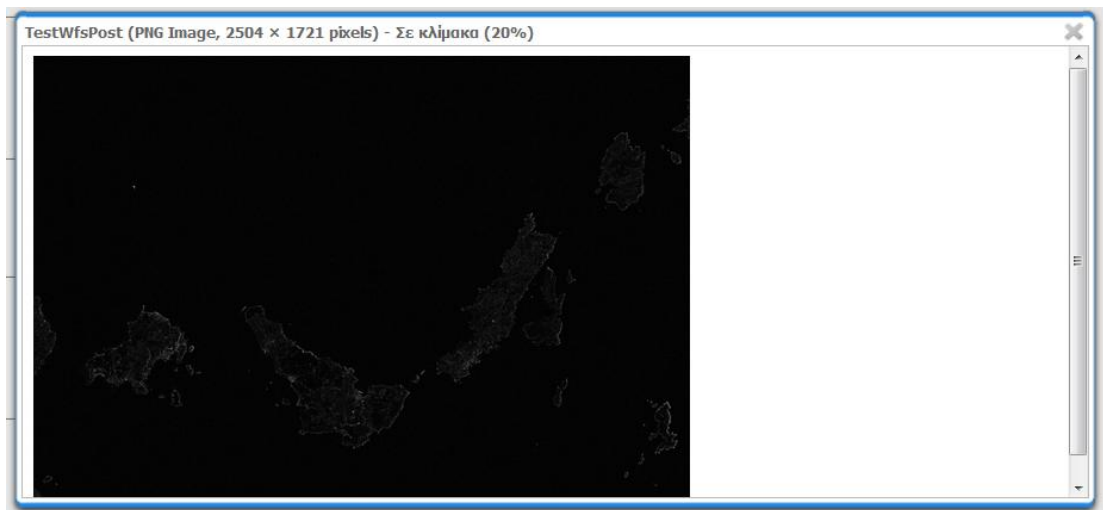 TestWfsPost (PNG Image, 2504 × 1721 pixels) - Σε κλίμακα (20%)